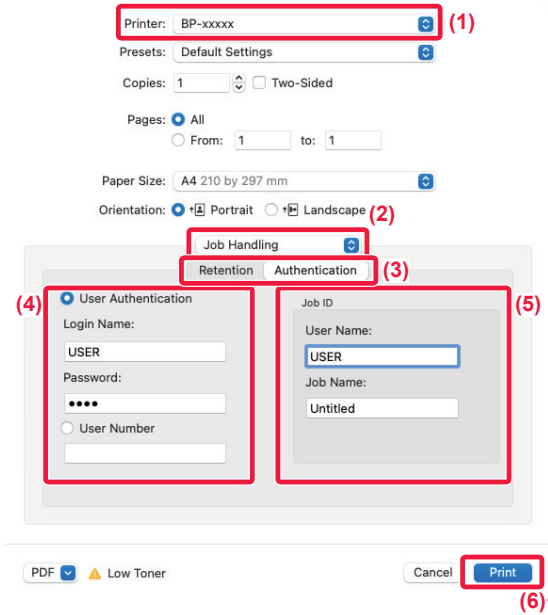 Printer: BP-xxxxx (1)
Presets: Default Settings
Copies: 1 Two-Sided
Pages: All
From: 1 to: 1
Paper Size: A4 210 by 297 mm
Orientation: Portrait Landscape (2)
Job Handling
Retention Authentication (3)
(4) User Authentication
Login Name:
USER
Password:
••••
User Number
Job ID (5)
User Name:
USER
Job Name:
Untitled
PDF Low Toner Cancel Print
(6)